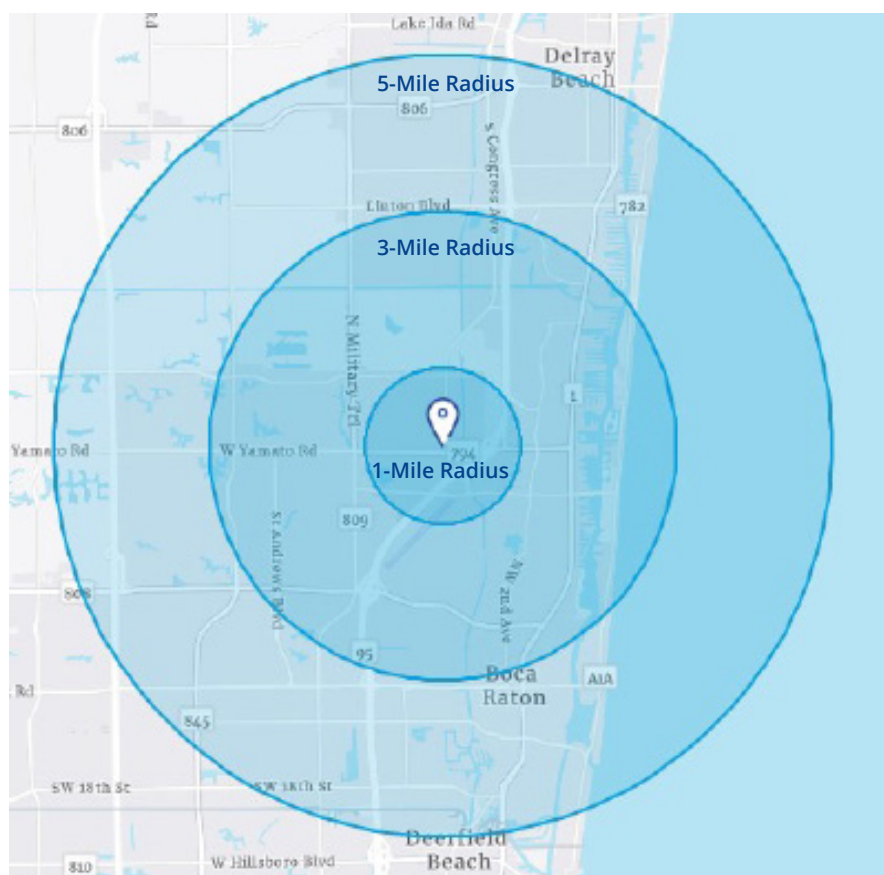 Lake Ida Rd
Delray
Beach
5-Mile Radius
806
806
S Congress Ave
Linton Blvd
782
3-Mile Radius
N Military Trl
1
Yamato Rd
W Yamato Rd
794
1-Mile Radius
809
St Andrews Blvd
NW 2nd Ave
808
95
Boca
Raton
A1A
Rd
845
SW 18th St
SW 18th St
Deerfield
Beach
W Hillsboro Blvd
810